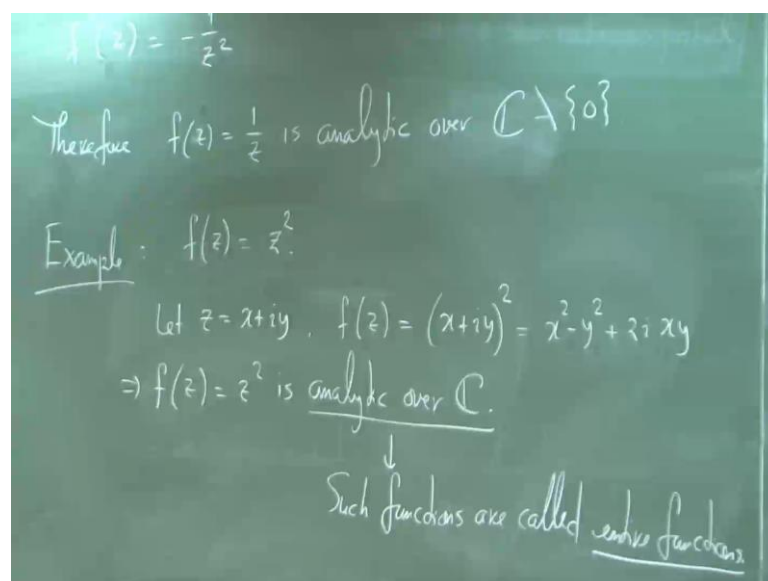 f'(z) = -1/z²
Therefore f(z) = 1/z is analytic over ℂ \ {0}
Example : f(z) = z².
Let z = x+iy . f(z) = (x+iy)² = x²-y²+2i xy
⇒ f(z) = z² is analytic over ℂ.
↓
Such functions are called entire functions